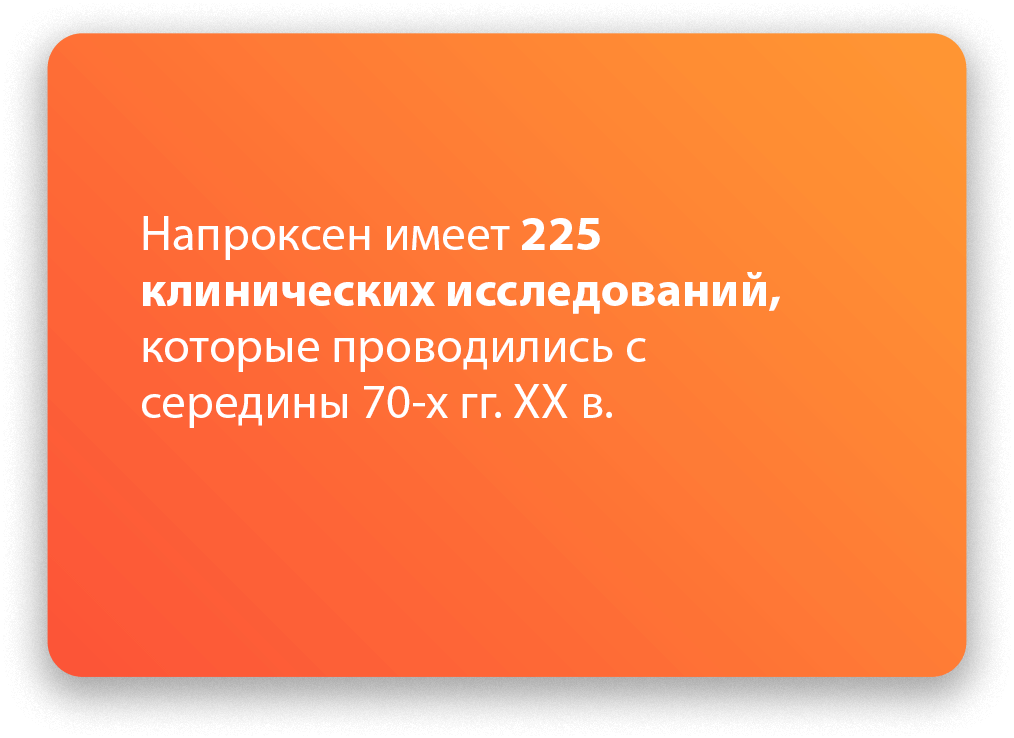 Напроксен имеет 225
клинических исследований,
которые проводились с
середины 70-х гг. XX в.